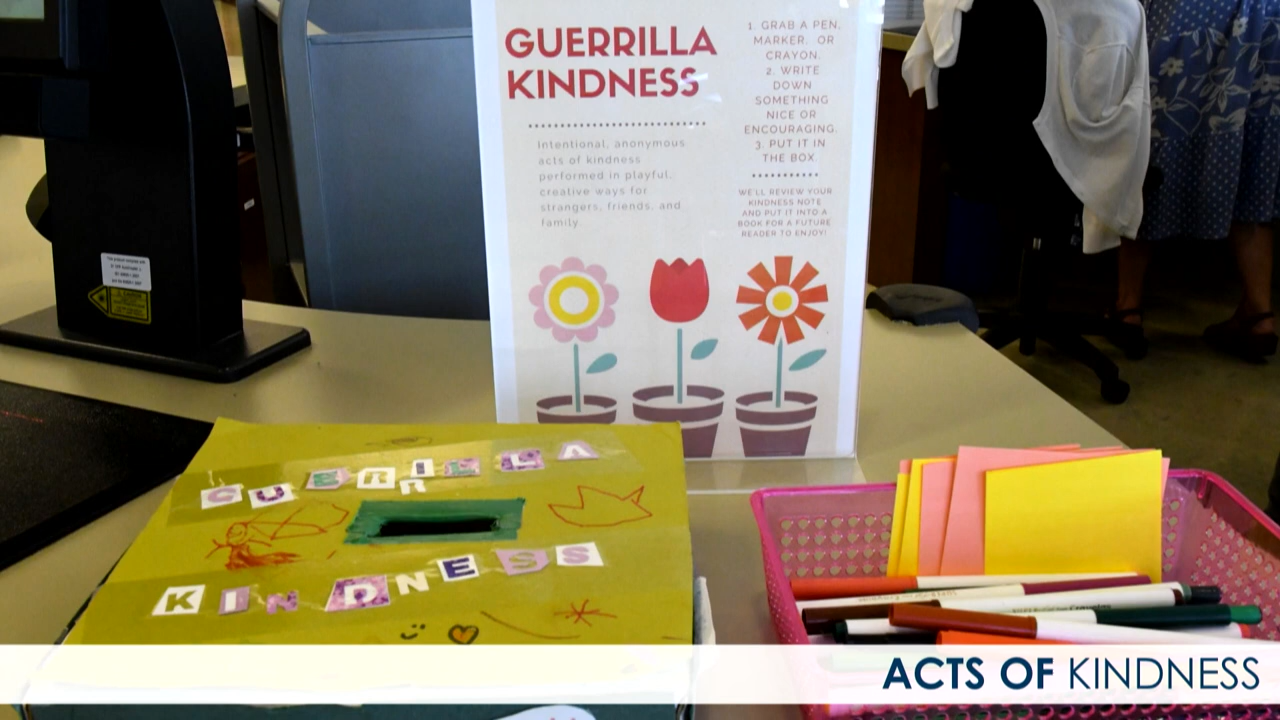 GUERRILLA
KINDNESS
Intentional, anonymous
acts of kindness
performed in playful,
creative ways for
strangers, friends, and
family
1. GRAB A PEN,
MARKER, OR
CRAYON.
2. WRITE
DOWN
SOMETHING
NICE OR
ENCOURAGING.
3. PUT IT IN
THE BOX
WE'LL REVIEW YOUR
KINDNESS NOTE
AND PUT IT INTO A
BOOK FOR A FUTURE
READER TO ENJOY!
GUERRILLA
KINDNESS
ACTS OF KINDNESS